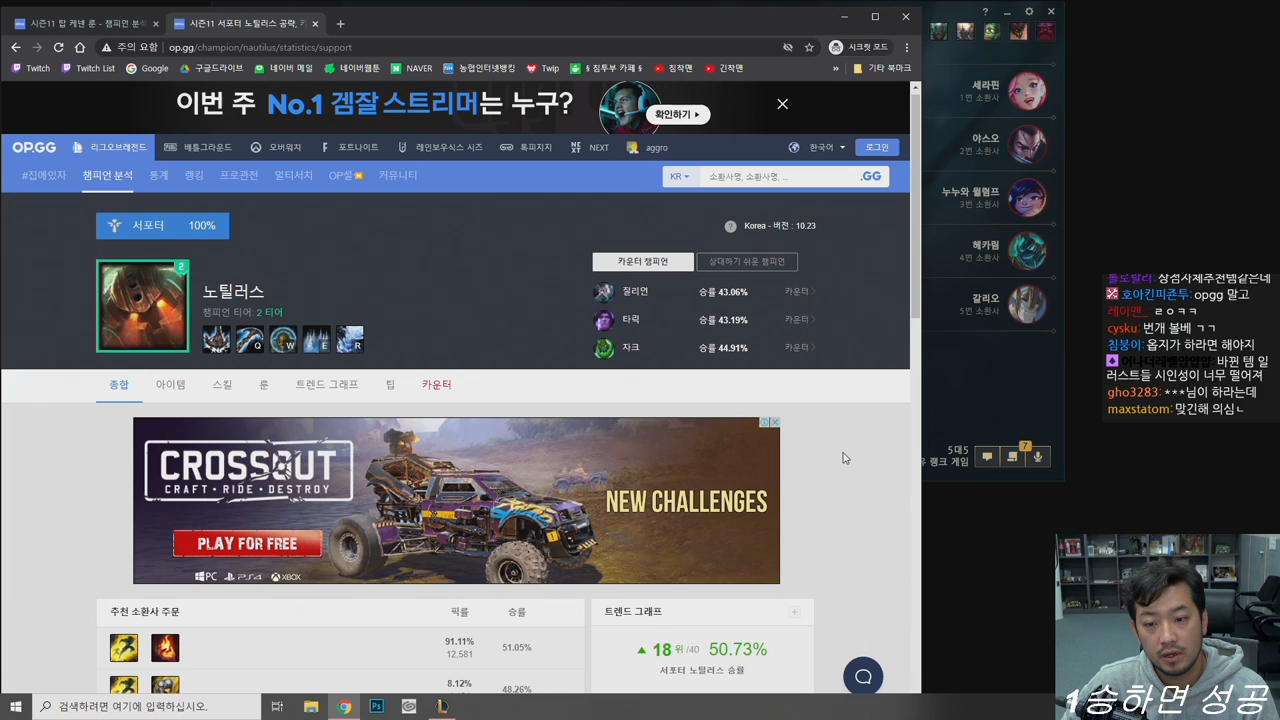 시즌11 탑 케넨 룬 - 챔피언 분석
시즌11 서포터 노틸러스 공략, 카
주의 요함
op.gg/champion/nautilus/statistics/support
시크릿 모드
Twitch
Twitch List
Google
구글드라이브
네이버 메일
네이버웹툰
NAVER
농협인터넷뱅킹
Twip
§ 침투부 카페 §
침착맨
긴착맨
»
기타 북마크
이번 주 No.1 겜잘 스트리머는 누구?
확인하기 ▸
OP.GG
리그오브레전드
배틀그라운드
오버워치
포트나이트
레인보우식스 시즈
톡피지지
NEXT
aggro
한국어
로그인
#집에있자
챔피언 분석
통계
랭킹
프로관전
멀티서치
OP셜
커뮤니티
KR
소환사명, 소환사명, ...
.GG
서포터 100%
Korea - 버전 : 10.23
2
노틸러스
챔피언 티어: 2 티어
Q
W
E
R
카운터 챔피언
상대하기 쉬운 챔피언
질리언 승률 43.06% 카운터
타릭 승률 43.19% 카운터
자크 승률 44.91% 카운터
종합
아이템
스킬
룬
트렌드 그래프
팁
카운터
CROSSOUT
CRAFT • RIDE • DESTROY
PLAY FOR FREE
NEW CHALLENGES
PC
PS4
XBOX
추천 소환사 주문
픽률
승률
91.11%
12,581
51.05%
8.12%
48.26%
트렌드 그래프
18 위 /40
50.73%
서포터 노틸러스 승률
세라핀
1번 소환사
야스오
2번 소환사
누누와 윌럼프
3번 소환사
헤카림
4번 소환사
갈리오
5번 소환사
5대5
랭크 게임
7
호아킨피즌투: opgg 말고
레이맨_: ㄹㅇㅋㅋ
cysku: 번개 볼베 ㄱㄱ
침붕이: 옵지가 하라면 해야지
바뀐 템 일
러스트들 시인성이 너무 떨어져
gho3283: ***님이 하라는데
maxstatom: 맞긴해 의심ㄴ
1승하면 성공
검색하려면 여기에 입력하십시오.
Ps